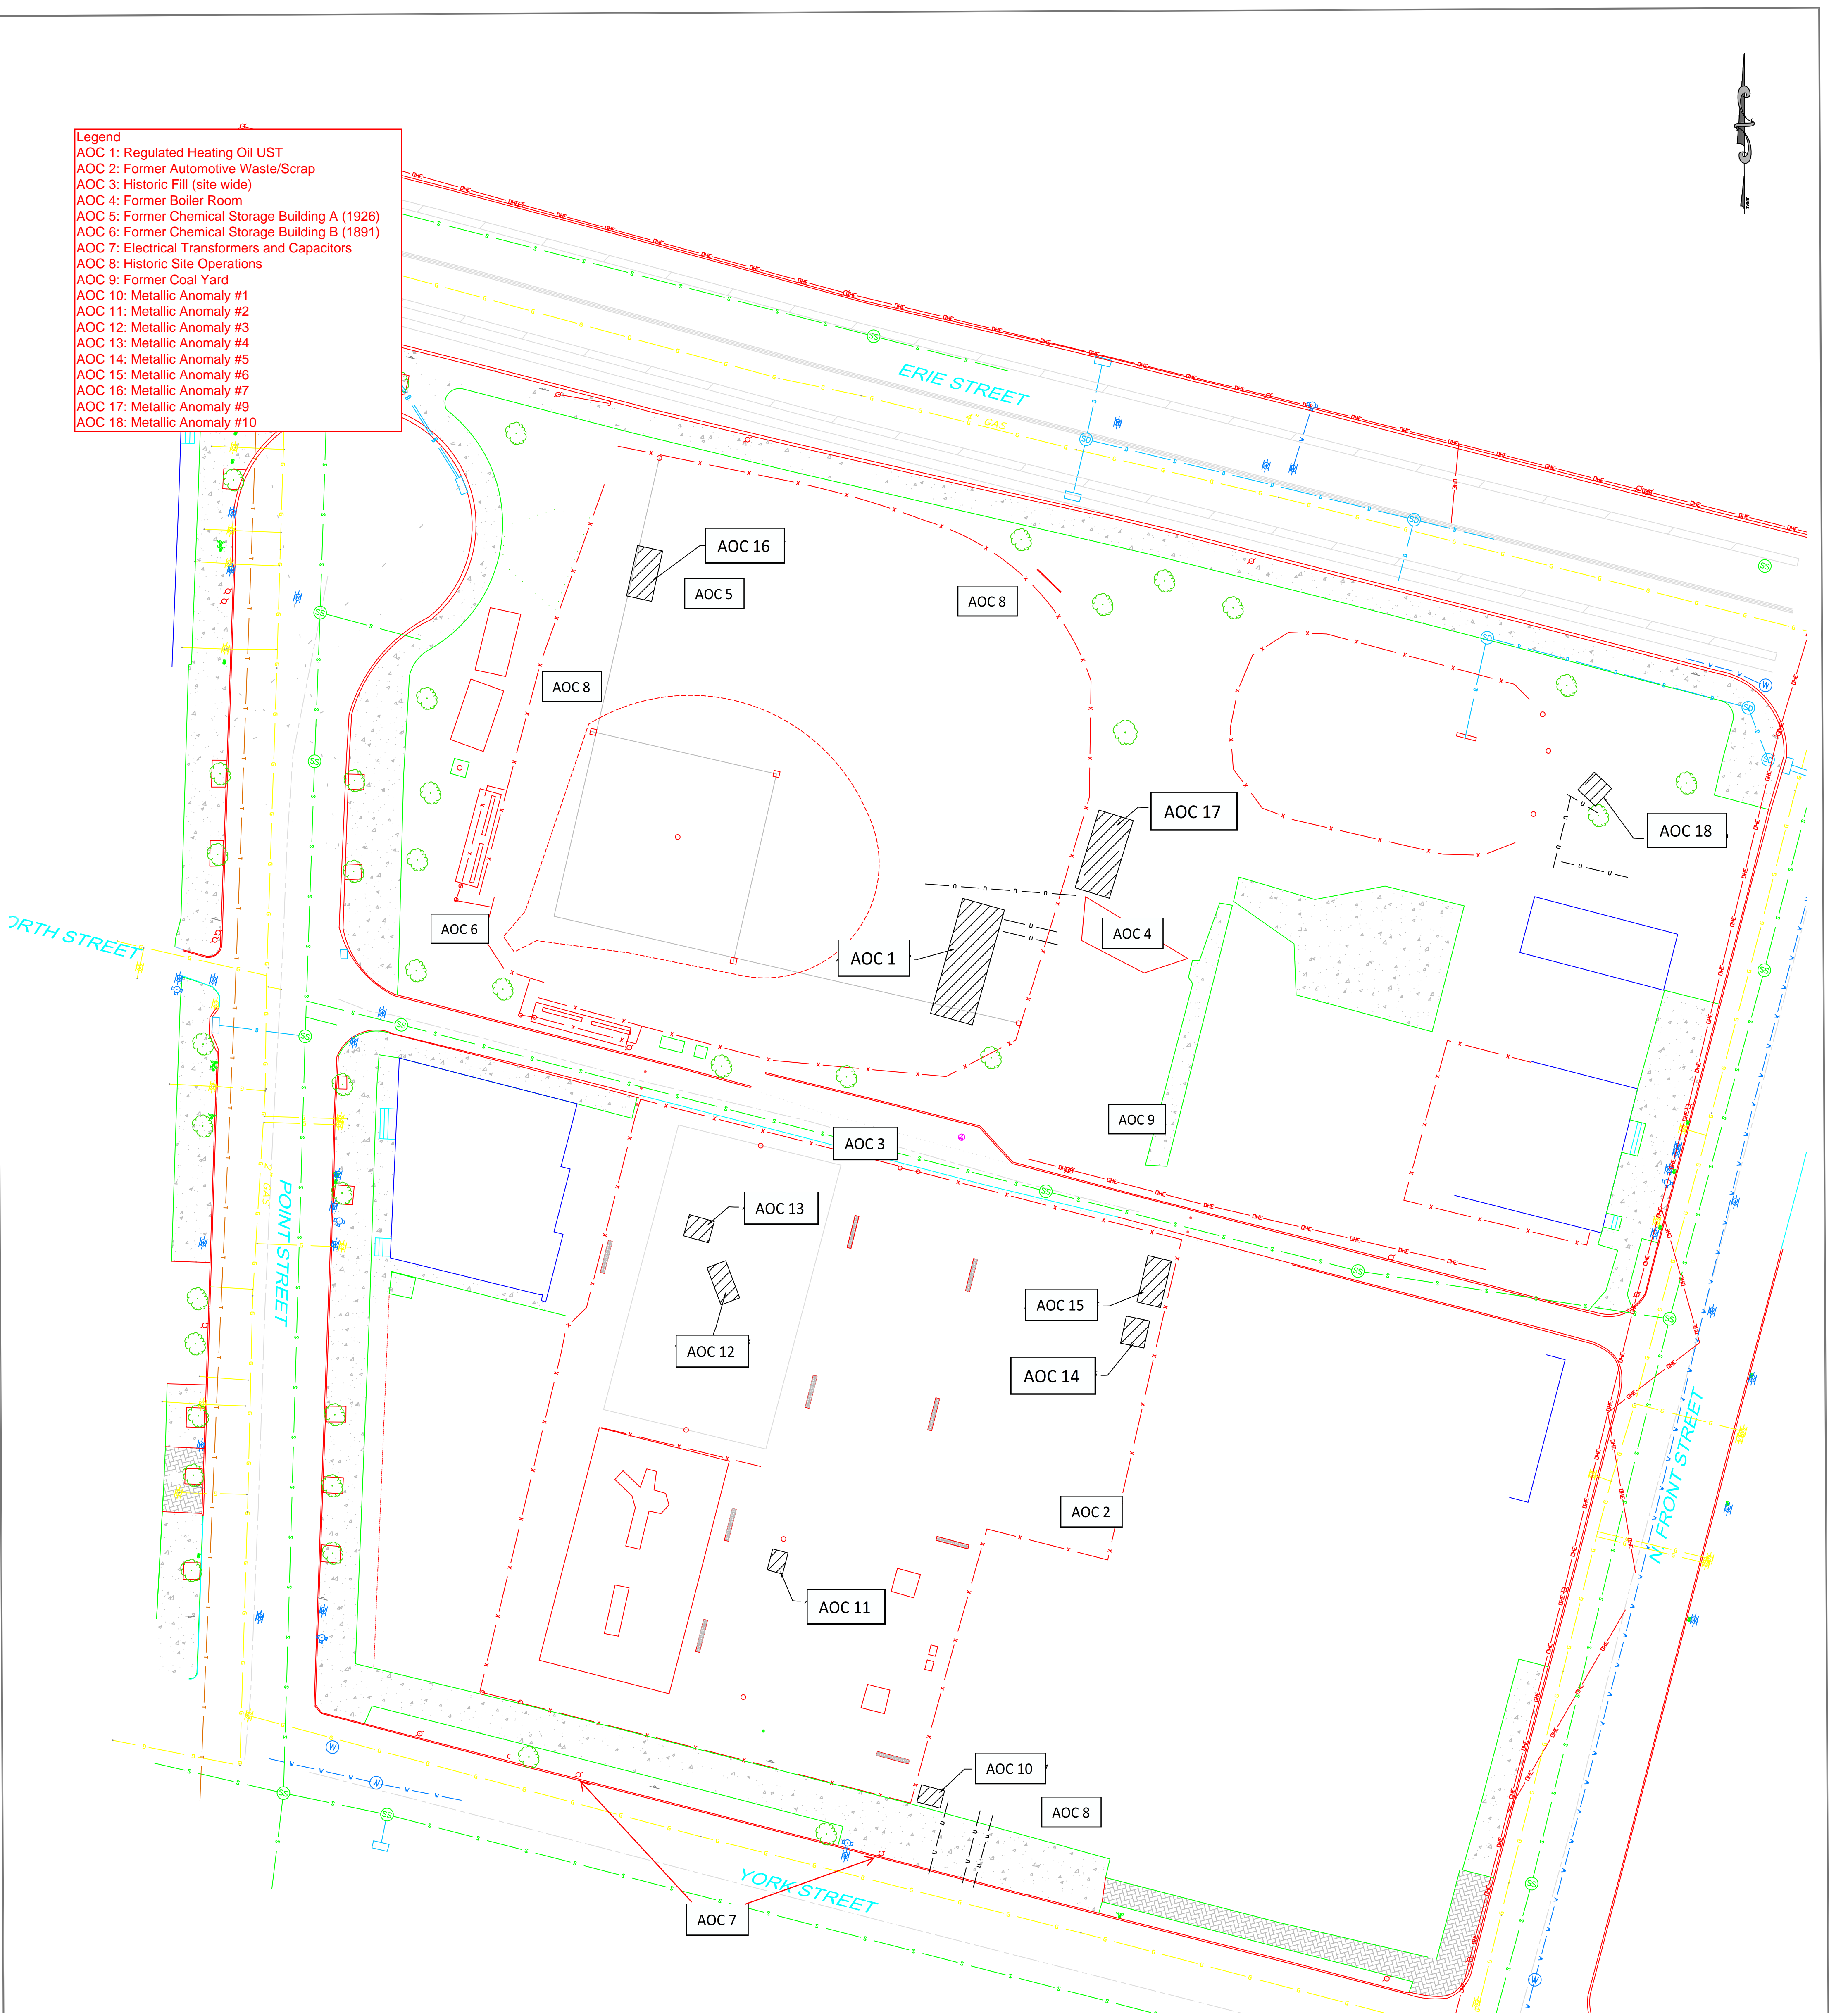 Legend
AOC 1: Regulated Heating Oil UST
AOC 2: Former Automotive Waste/Scrap
AOC 3: Historic Fill (site wide)
AOC 4: Former Boiler Room
AOC 5: Former Chemical Storage Building A (1926)
AOC 6: Former Chemical Storage Building B (1891)
AOC 7: Electrical Transformers and Capacitors
AOC 8: Historic Site Operations
AOC 9: Former Coal Yard
AOC 10: Metallic Anomaly #1
AOC 11: Metallic Anomaly #2
AOC 12: Metallic Anomaly #3
AOC 13: Metallic Anomaly #4
AOC 14: Metallic Anomaly #5
AOC 15: Metallic Anomaly #6
AOC 16: Metallic Anomaly #7
AOC 17: Metallic Anomaly #9
AOC 18: Metallic Anomaly #10
ERIE STREET
4" GAS
AOC 16
AOC 5
AOC 8
AOC 8
AOC 17
AOC 18
AOC 6
AOC 4
AOC 1
ORTH STREET
AOC 9
AOC 3
AOC 13
POINT STREET
AOC 15
AOC 12
AOC 14
N. FRONT STREET
AOC 2
AOC 11
AOC 10
AOC 8
YORK STREET
AOC 7